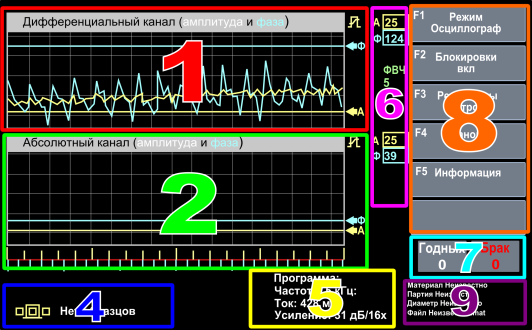 Дифференциальный канал (амплитуда и фаза)
А 25
Ф 124
ФВЧ
5
Ф
А
1
6
Абсолютный канал (амплитуда и фаза)
А 25
Ф 39
Ф
А
2
F1 Режим
Осциллограф
F2 Блокировки
вкл
F3
F4
F5 Информация
8
Годных Брак
0 0
7
4
Программа:
Ток:
Усиление: 31 дБ/16x
5
Материал Неизвестно
Партия
Диаметр
Файл
9